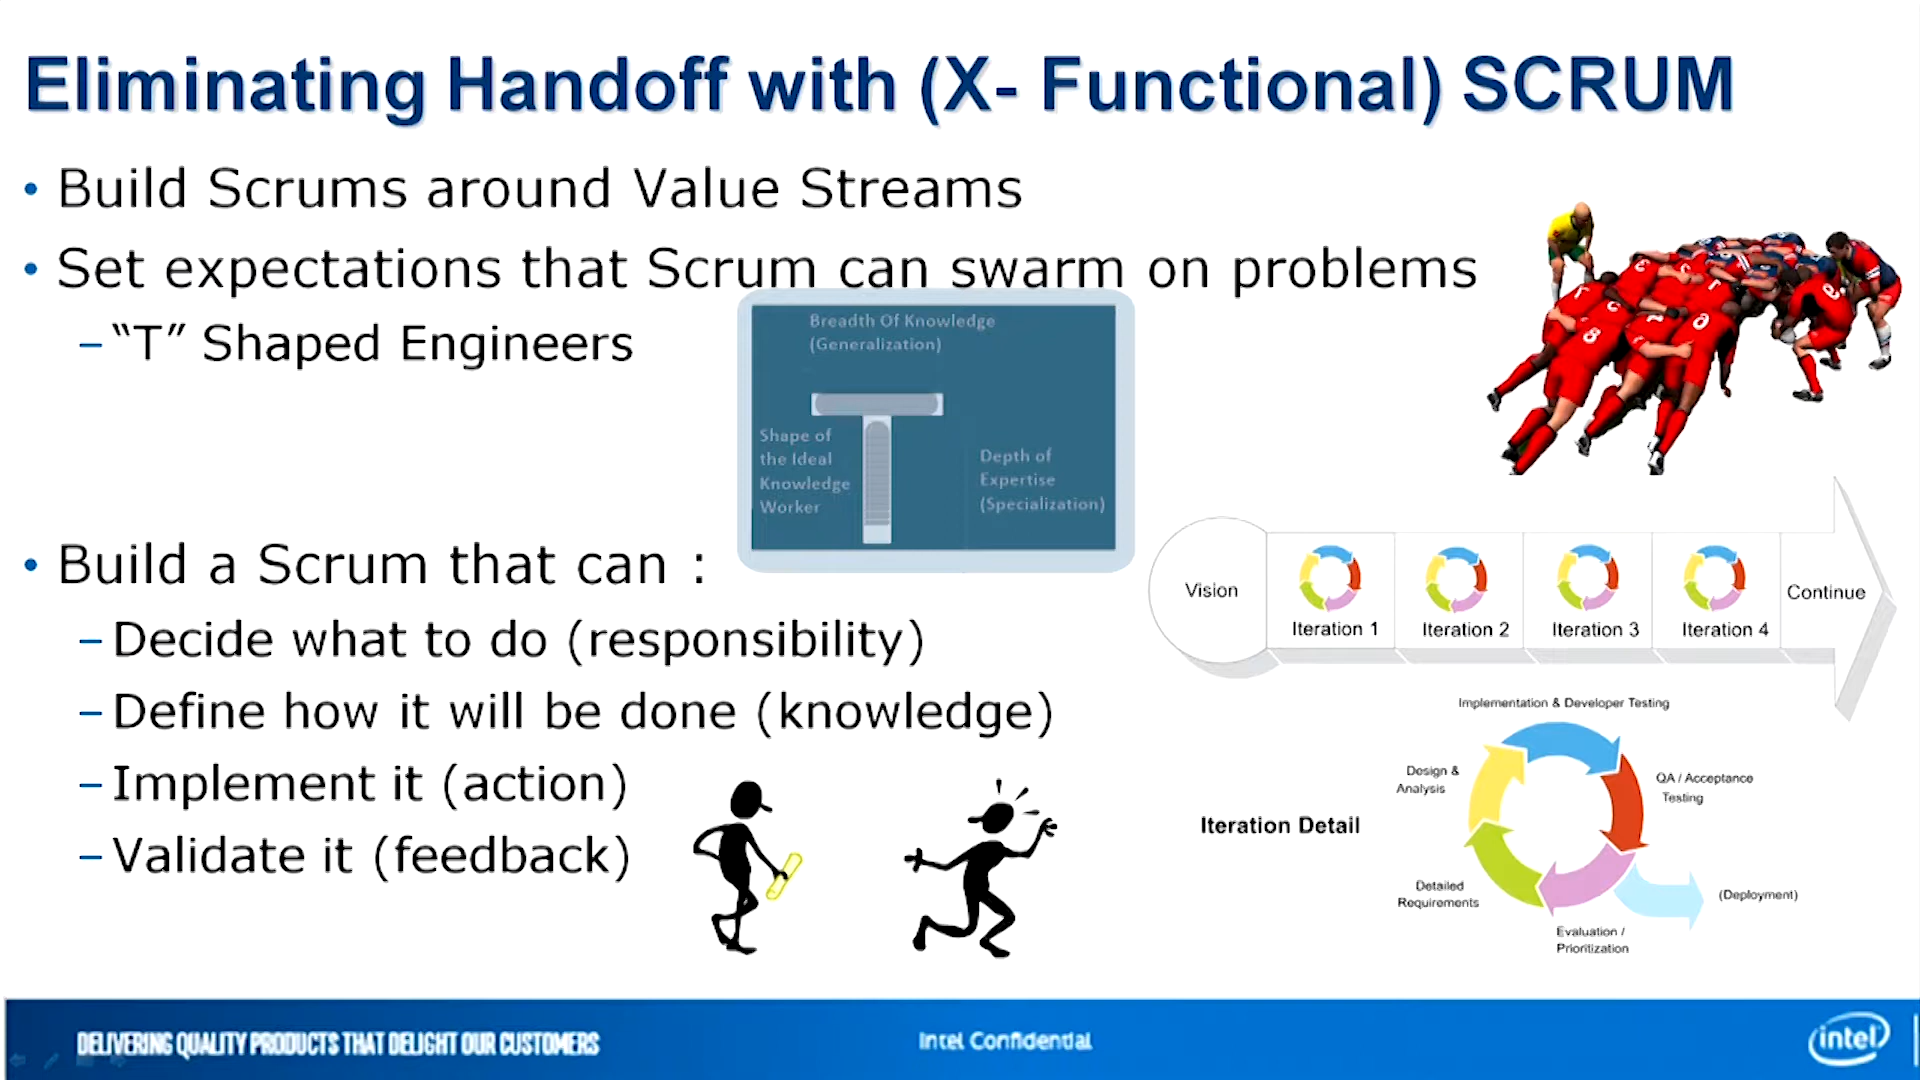 Eliminating Handoff with (X- Functional) SCRUM
• Build Scrums around Value Streams
• Set expectations that Scrum can swarm on problems
– “T” Shaped Engineers
Breadth Of Knowledge
(Generalization)
Shape of
the Ideal
Knowledge
Worker
Depth of
Expertise
(Specialization)
• Build a Scrum that can :
– Decide what to do (responsibility)
– Define how it will be done (knowledge)
– Implement it (action)
– Validate it (feedback)
Vision
Iteration 1
Iteration 2
Iteration 3
Iteration 4
Continue
Implementation & Developer Testing
Design &
Analysis
QA / Acceptance
Testing
Iteration Detail
Detailed
Requirements
(Deployment)
Evaluation /
Prioritization
DELIVERING QUALITY PRODUCTS THAT DELIGHT OUR CUSTOMERS
Intel Confidential
intel